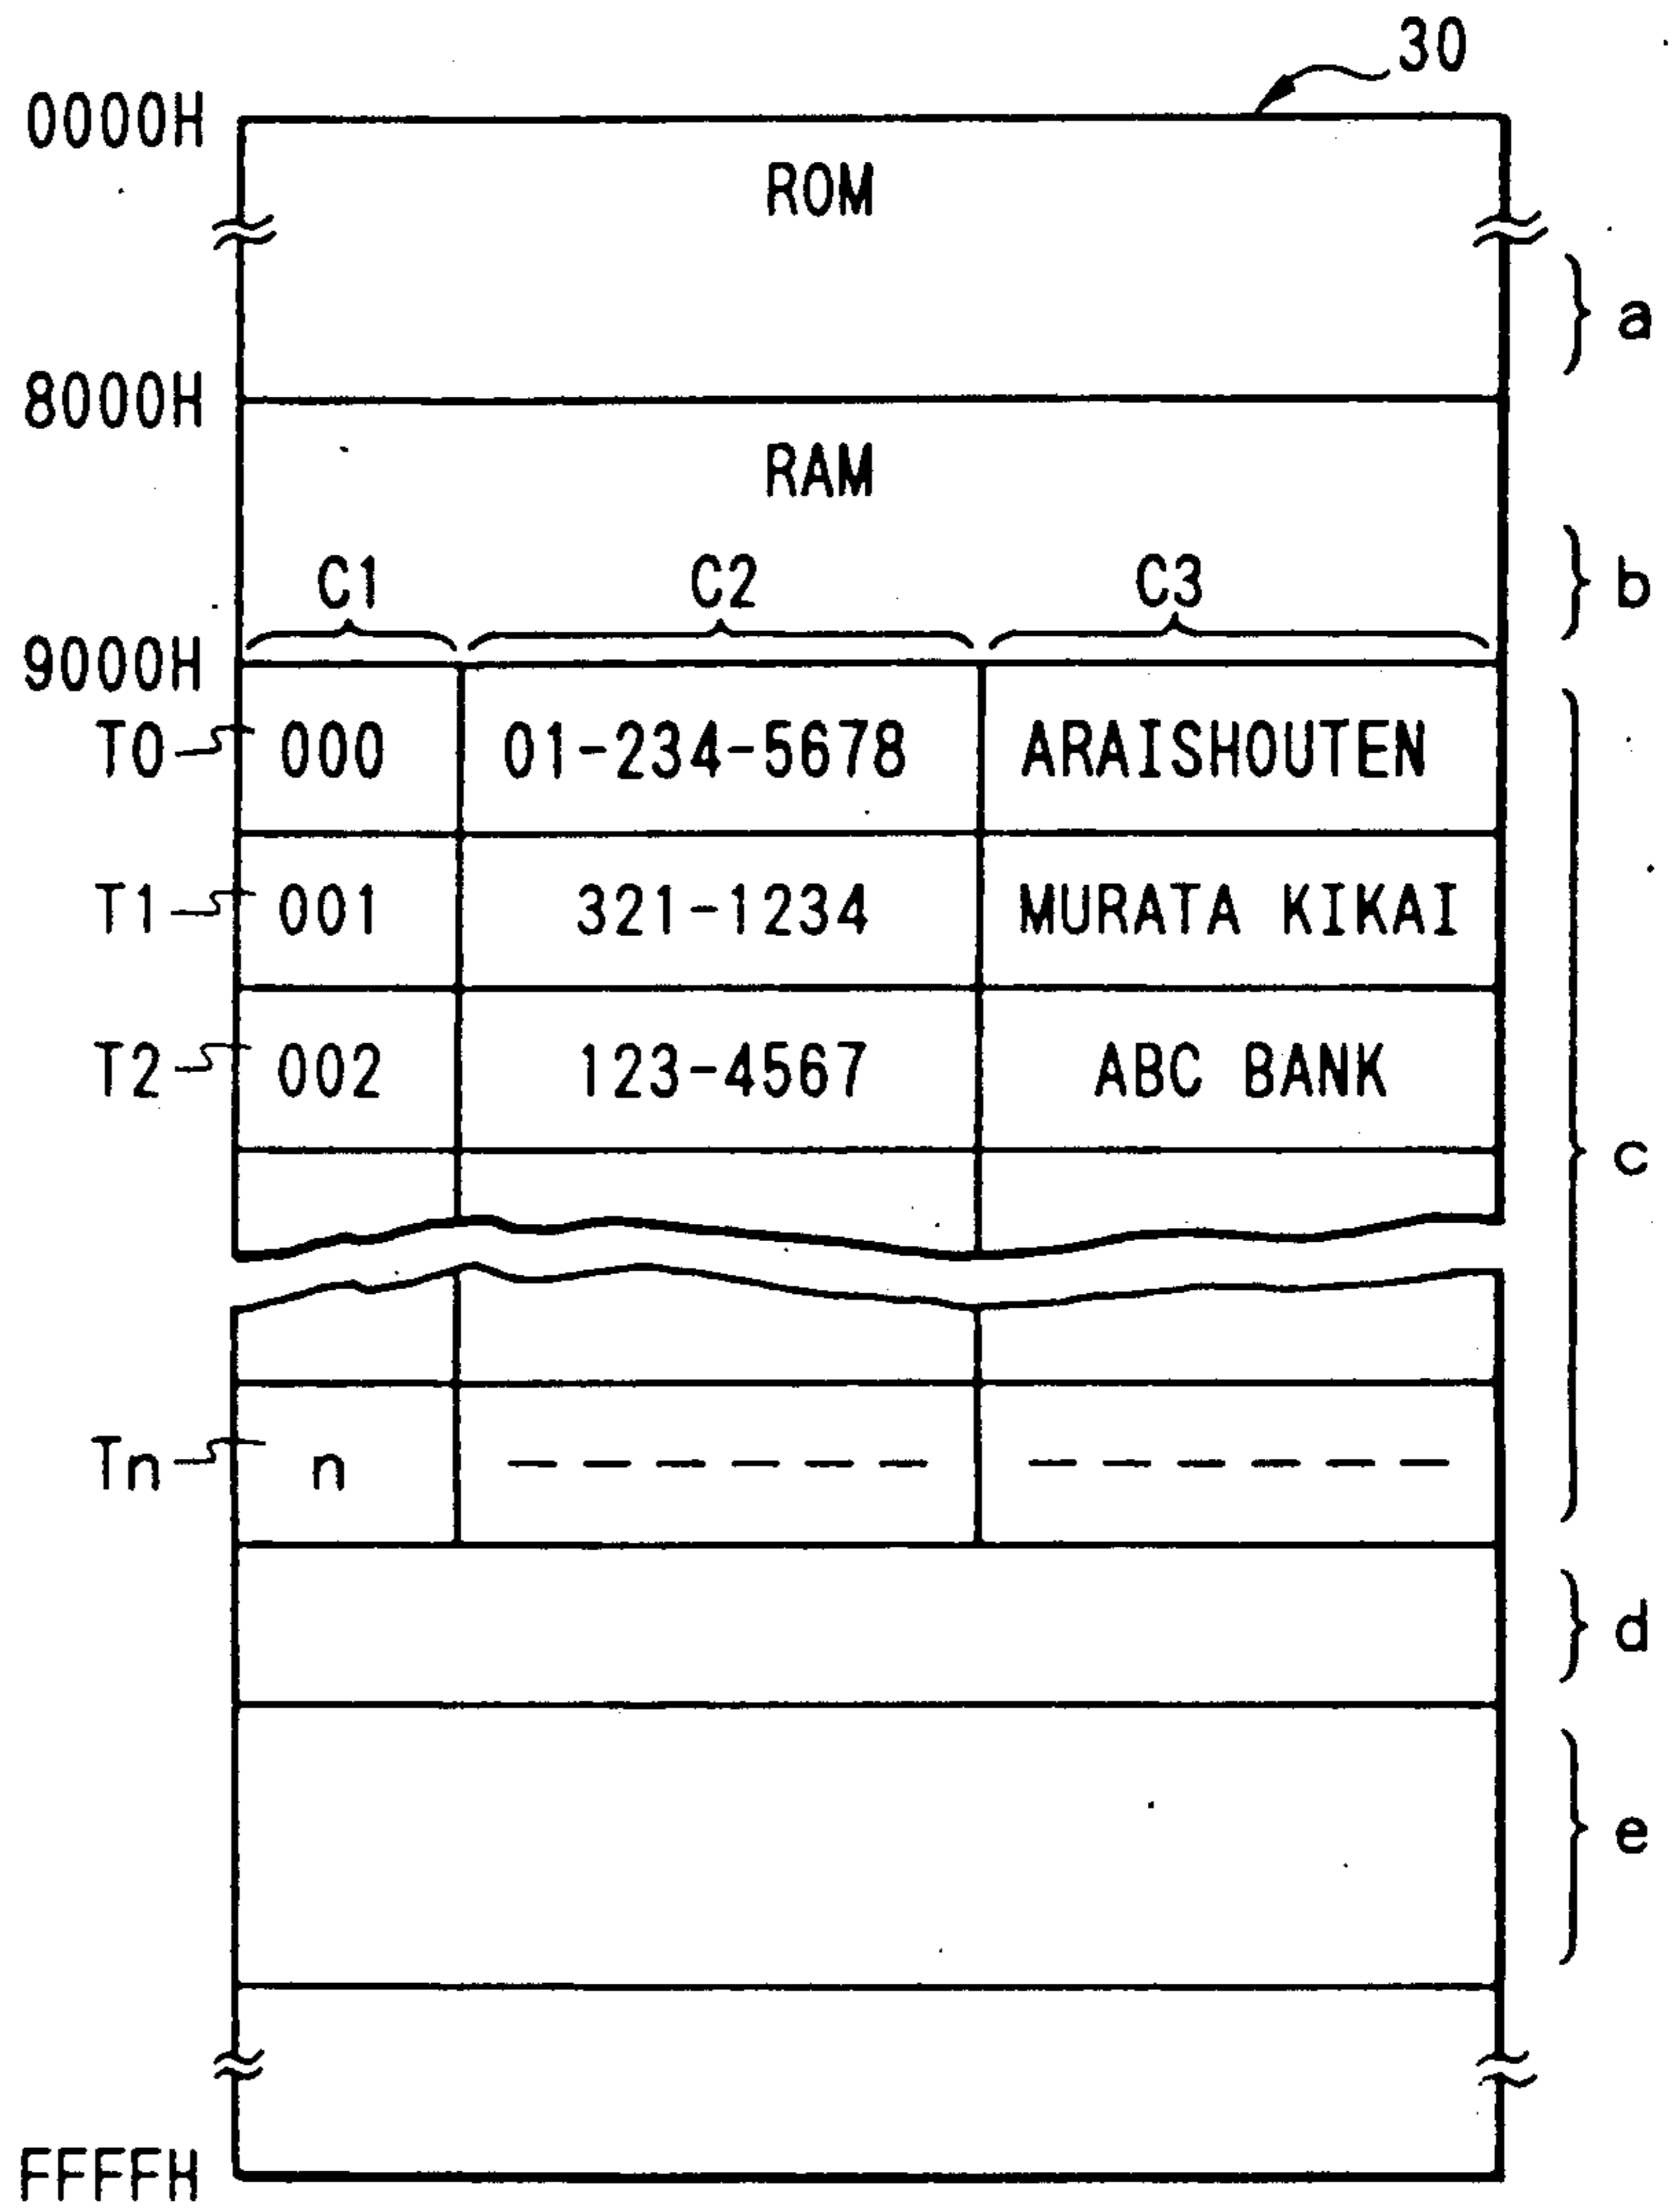 30
0000H
ROM
a
8000H
RAM
C1 C2 C3
b
9000H
T0 000 01-234-5678 ARAISHOUTEN
T1 001 321-1234 MURATA KIKAI
T2 002 123-4567 ABC BANK
c
Tn n ------ ------
d
e
FFFFH